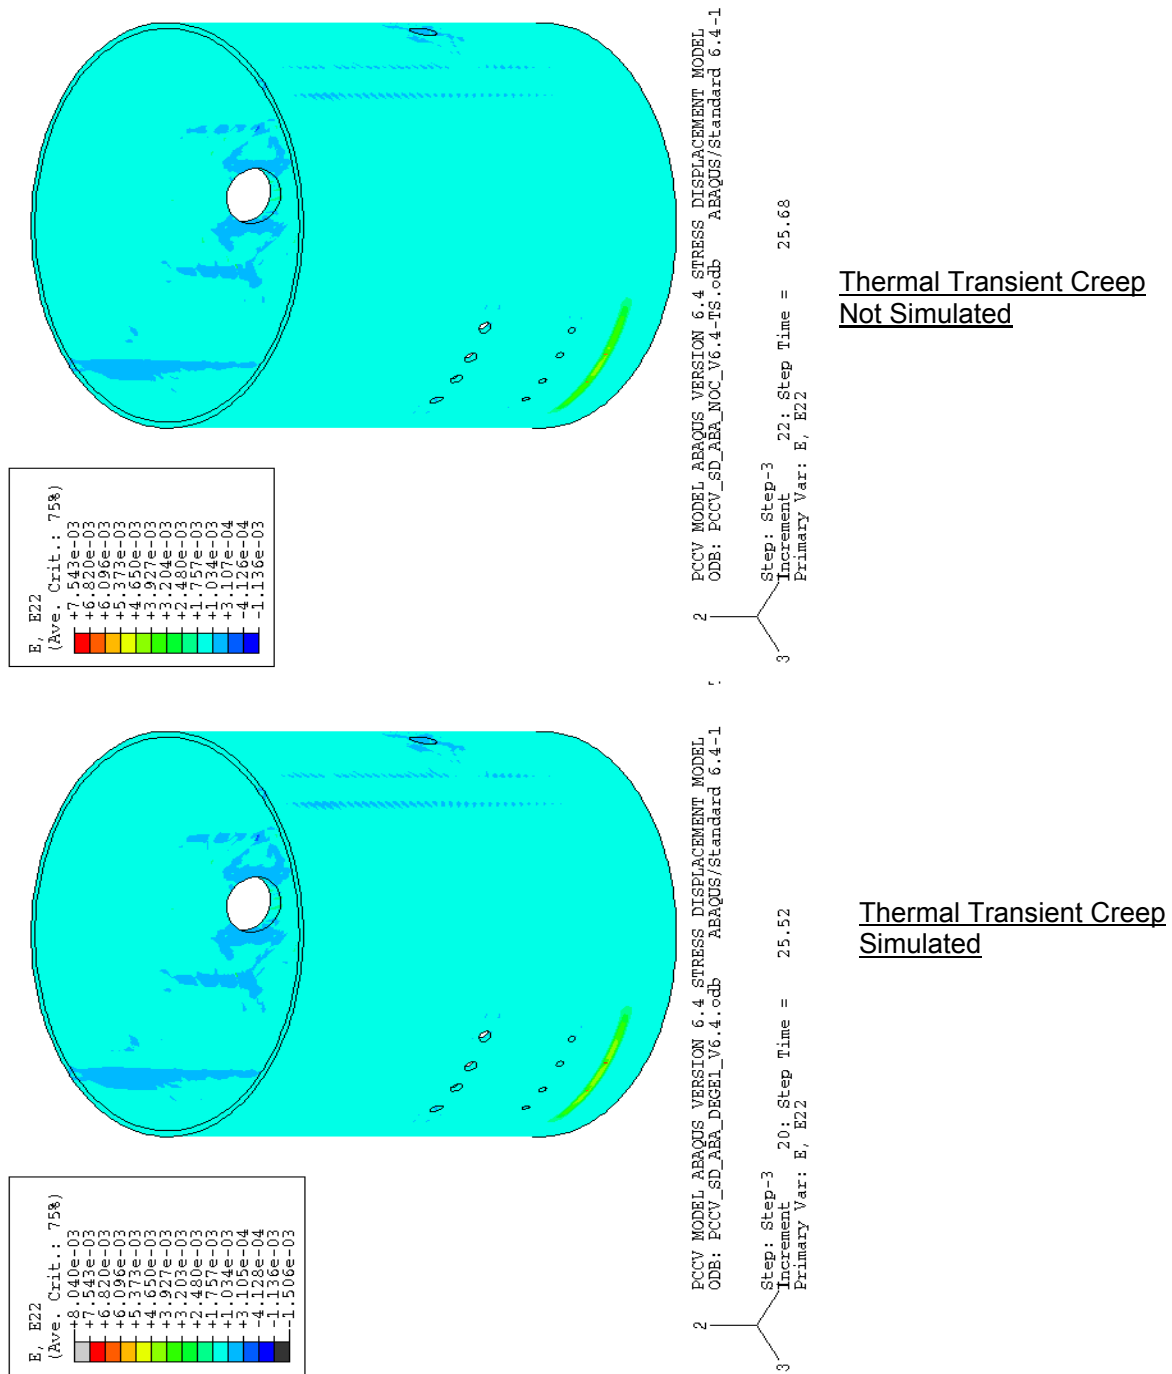 E, E22
(Ave. Crit.: 75%)
+7.543e-03
+6.820e-03
+6.096e-03
+5.373e-03
+4.650e-03
+3.927e-03
+3.204e-03
+2.480e-03
+1.757e-03
+1.034e-03
+3.107e-04
-4.126e-04
-1.136e-03
PCCV MODEL ABAQUS VERSION 6.4 STRESS DISPLACEMENT MODEL
ODB: PCCV_SD_ABA_NOC_V6.4-TS.odb ABAQUS/Standard 6.4-1
Step: Step-3
Increment 22: Step Time = 25.68
Primary Var: E, E22
2
3
Thermal Transient Creep
Not Simulated
E, E22
(Ave. Crit.: 75%)
+8.040e-03
+7.543e-03
+6.820e-03
+6.096e-03
+5.373e-03
+4.650e-03
+3.927e-03
+3.203e-03
+2.480e-03
+1.757e-03
+1.034e-03
+3.105e-04
-4.128e-04
-1.136e-03
-1.506e-03
PCCV MODEL ABAQUS VERSION 6.4 STRESS DISPLACEMENT MODEL
ODB: PCCV_SD_ABA_DEGE1_V6.4.odb ABAQUS/Standard 6.4-1
Step: Step-3
Increment 20: Step Time = 25.52
Primary Var: E, E22
2
3
Thermal Transient Creep
Simulated